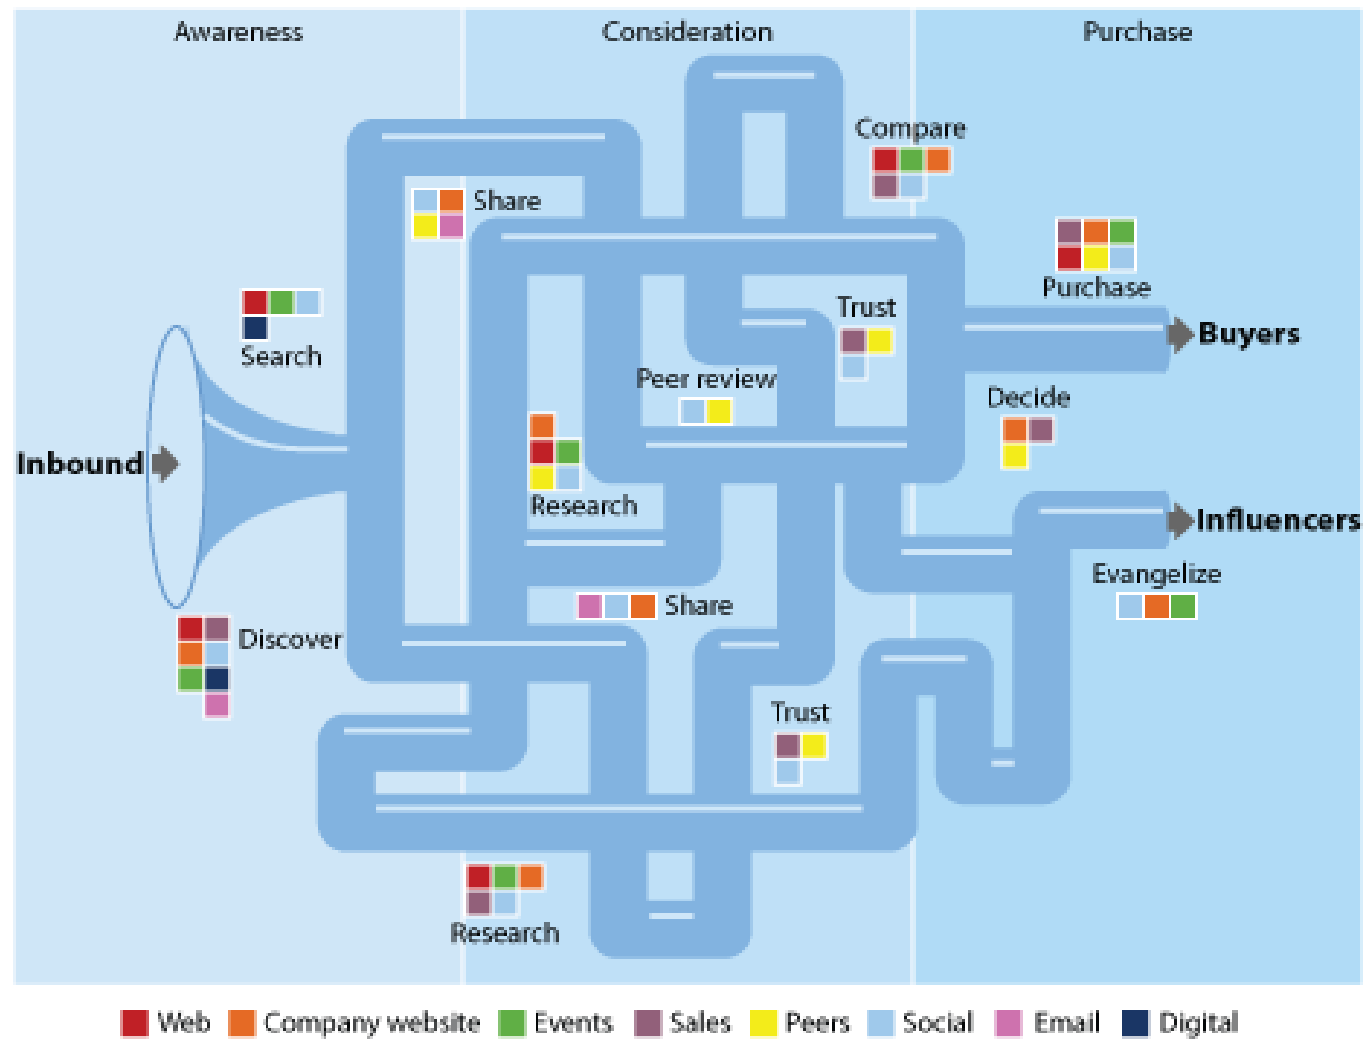 Awareness
Consideration
Purchase
Compare
Share
Purchase
Search
Trust
Buyers
Peer review
Decide
Inbound
Research
Influencers
Evangelize
Share
Discover
Trust
Research
Web Company website Events Sales Peers Social Email Digital